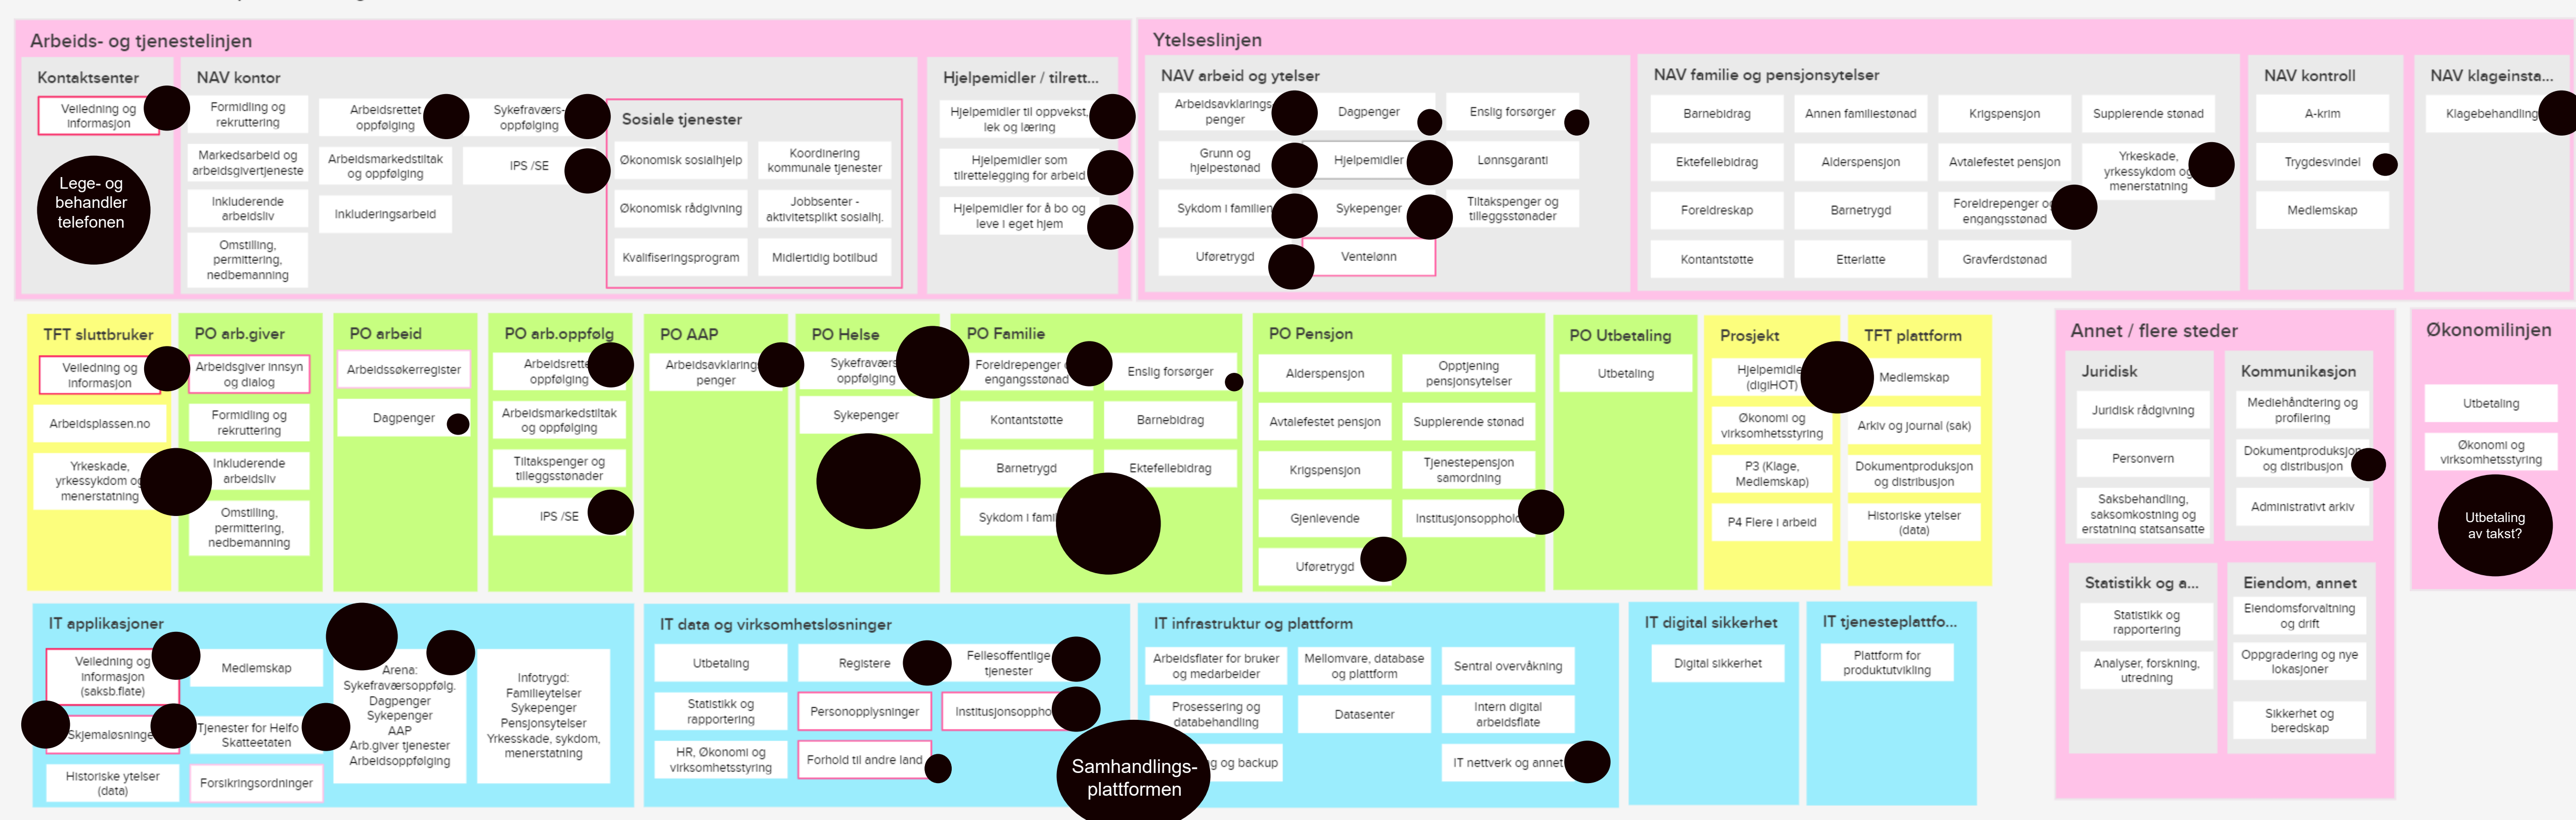 Arbeids- og tjenestelinjen
Kontaktsenter
Veiledning og
informasjon
Lege- og
behandler
telefonen
NAV kontor
Formidling og
rekruttering
Markedsarbeid og
arbeidsgivertjeneste
Inkluderende
arbeidsliv
Omstilling,
permittering,
nedbemanning
Arbeidsrettet
oppfølging
Arbeidsmarkedstiltak
og oppfølging
Inkluderingsarbeid
Sykefraværs-
oppfølging
IPS /SE
Sosiale tjenester
Økonomisk sosialhjelp
Koordinering
kommunale tjenester
Økonomisk rådgivning
Jobbsenter -
aktivitetsplikt sosialhj.
Kvalifiseringsprogram
Midlertidig botilbud
Hjelpemidler / tilrett...
Hjelpemidler til oppvekst,
lek og læring
Hjelpemidler som
tilrettelegging for arbeid
Hjelpemidler for å bo og
leve i eget hjem
Ytelseslinjen
NAV arbeid og ytelser
Arbeidsavklarings
penger
Dagpenger
Enslig forsørger
Grunn og
hjelpestønad
Hjelpemidler
Lønnsgaranti
Sykdom i familien
Sykepenger
Tiltakspenger og
tilleggsstønader
Uføretrygd
Ventelønn
NAV familie og pensjonsytelser
Barnebidrag
Annen familiestønad
Krigspensjon
Supplerende stønad
Ektefellebidrag
Alderspensjon
Avtalefestet pensjon
Yrkeskade,
yrkessykdom og
menerstatning
Foreldreskap
Barnetrygd
Foreldrepenger og
engangsstønad
Kontantstøtte
Etterlatte
Gravferdstønad
NAV kontroll
A-krim
Trygdesvindel
Medlemskap
NAV klageinsta...
Klagebehandling
TFT sluttbruker
Veiledning og
informasjon
Arbeidsplassen.no
Yrkeskade,
yrkessykdom og
menerstatning
PO arb.giver
Arbeidsgiver innsyn
og dialog
Formidling og
rekruttering
Inkluderende
arbeidsliv
Omstilling,
permittering,
nedbemanning
PO arbeid
Arbeidssøkerregister
Dagpenger
PO arb.oppfølg
Arbeidsrette
oppfølging
Arbeidsmarkedstiltak
og oppfølging
Tiltakspenger og
tilleggsstønader
IPS /SE
PO AAP
Arbeidsavklaring
penger
PO Helse
Sykefravær
oppfølging
Sykepenger
PO Familie
Foreldrepenger
engangsstønad
Enslig forsørger
Kontantstøtte
Barnebidrag
Barnetrygd
Ektefellebidrag
Sykdom i fami
PO Pensjon
Alderspensjon
Opptjening
pensjonsytelser
Avtalefestet pensjon
Supplerende stønad
Krigspensjon
Tjenestepensjon
samordning
Gjenlevende
Institusjonsopphold
Uføretrygd
PO Utbetaling
Utbetaling
Prosjekt
Hjelpemidle
(digiHOT)
Økonomi og
virksomhetsstyring
P3 (Klage,
Medlemskap)
P4 Flere i arbeid
TFT plattform
Medlemskap
Arkiv og journal (sak)
Dokumentproduksjon
og distribusjon
Historiske ytelser
(data)
Annet / flere steder
Juridisk
Juridisk rådgivning
Personvern
Saksbehandling,
saksomkostning og
erstatning statsansatte
Kommunikasjon
Mediehåndtering og
profilering
Dokumentproduksjon
og distribusjon
Administrativt arkiv
Statistikk og a...
Statistikk og
rapportering
Analyser, forskning,
utredning
Eiendom, annet
Eiendomsforvaltning
og drift
Oppgradering og nye
lokasjoner
Sikkerhet og
beredskap
Økonomilinjen
Utbetaling
Økonomi og
virksomhetsstyring
Utbetaling
av takst?
IT applikasjoner
Veiledning og
informasjon
(saksb.flate)
Medlemskap
Skjemaløsninge
Tjenester for Helfo
Skatteetaten
Historiske ytelser
(data)
Forsikringsordninger
Arena:
Sykefraværsoppfølg.
Dagpenger
Sykepenger
AAP
Arb.giver tjenester
Arbeidsoppfølging
Infotrygd:
Familieytelser
Sykepenger
Pensjonsytelser
Yrkesskade, sykdom,
menerstatning
IT data og virksomhetsløsninger
Utbetaling
Registere
Fellesoffentlige
tjenester
Statistikk og
rapportering
Personopplysninger
Institusjonsoppho
HR, Økonomi og
virksomhetsstyring
Forhold til andre land
Samhandlings-
plattformen
IT infrastruktur og plattform
Arbeidsflater for bruker
og medarbeider
Mellomvare, database
og plattform
Sentral overvåkning
Prosessering og
databehandling
Datasenter
Intern digital
arbeidsflate
og backup
IT nettverk og annet
IT digital sikkerhet
Digital sikkerhet
IT tjenesteplattfo...
Plattform for
produktutvikling